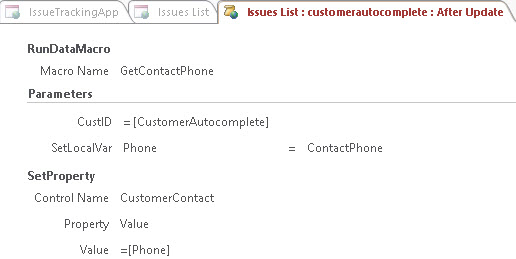 IssueTrackingApp Issues List Issues List : customerautocomplete : After Update
RunDataMacro
Macro Name GetContactPhone
Parameters
CustID =[CustomerAutocomplete]
SetLocalVar Phone = ContactPhone
SetProperty
Control Name CustomerContact
Property Value
Value =[Phone]